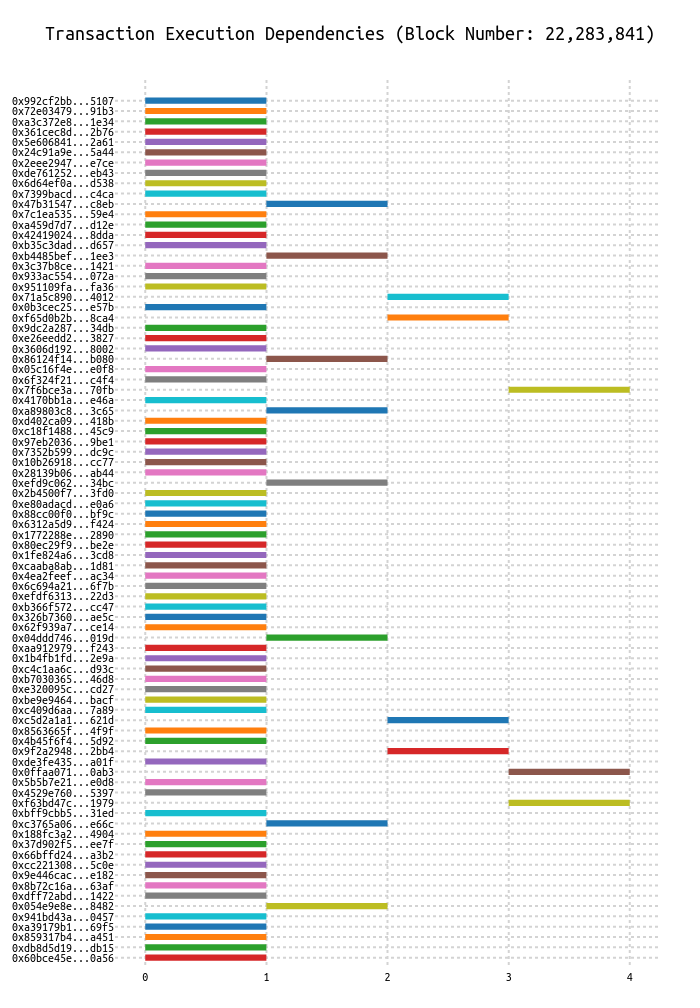 Transaction Execution Dependencies (Block Number: 22,283,841)
0x992cf2bb...5107
0x72e03479...91b3
0xa3c372e8...1e34
0x361cec8d...2b76
0x5e606841...2a61
0x24c91a9e...5a44
0x2eee2947...e7ce
0xde761252...eb43
0x6d64ef0a...d538
0x7399bacd...c4ca
0x47b31547...c8eb
0x7c1ea535...59e4
0xa459d7d7...d12e
0x42419024...8dda
0xb35c3dad...d657
0xb4485bef...1ee3
0x3c37b8ce...1421
0x933ac554...072a
0x951109fa...fa36
0x71a5c890...4012
0x0b3cec25...e57b
0xf65d0b2b...8ca4
0x9dc2a287...34db
0xe26eedd2...3827
0x3606d192...8002
0x86124f14...b080
0x05c16f4e...e0f8
0x6f324f21...c4f4
0x7f6bce3a...70fb
0x4170bb1a...e46a
0xa89803c8...3c65
0xd402ca09...418b
0xc18f1488...45c9
0x97eb2036...9be1
0x7352b599...dc9c
0x10b26918...cc77
0x28139b06...ab44
0xefd9c062...34bc
0x2b4500f7...3fd0
0xe80adacd...e0a6
0x88cc00f0...bf9c
0x6312a5d9...f424
0x1772288e...2890
0x80ec29f9...be2e
0x1fe824a6...3cd8
0xcaaba8ab...1d81
0x4ea2feef...ac34
0x6c694a21...6f7b
0xefdf6313...22d3
0xb366f572...cc47
0x326b7360...ae5c
0x62f939a7...ce14
0x04ddd746...019d
0xaa912979...f243
0x1b4fb1fd...2e9a
0xc4c1aa6c...d93c
0xb7030365...46d8
0xe320095c...cd27
0xbe9e9464...bacf
0xc409d6aa...7a89
0xc5d2a1a1...621d
0x8563665f...4f9f
0x4b45f6f4...5d92
0x9f2a2948...2bb4
0xde3fe435...a01f
0x0ffaa071...0ab3
0x5b5b7e21...e0d8
0x4529e760...5397
0xf63bd47c...1979
0xbff9cbb5...31ed
0xc3765a06...e66c
0x188fc3a2...4904
0x37d902f5...ee7f
0x66bffd24...a3b2
0xcc221308...5c0e
0x9e446cac...e182
0x8b72c16a...63af
0xdff72abd...1422
0x054e9e8e...8482
0x941bd43a...0457
0xa39179b1...69f5
0x859317b4...a451
0xdb8d5d19...db15
0x60bce45e...0a56
0 1 2 3 4